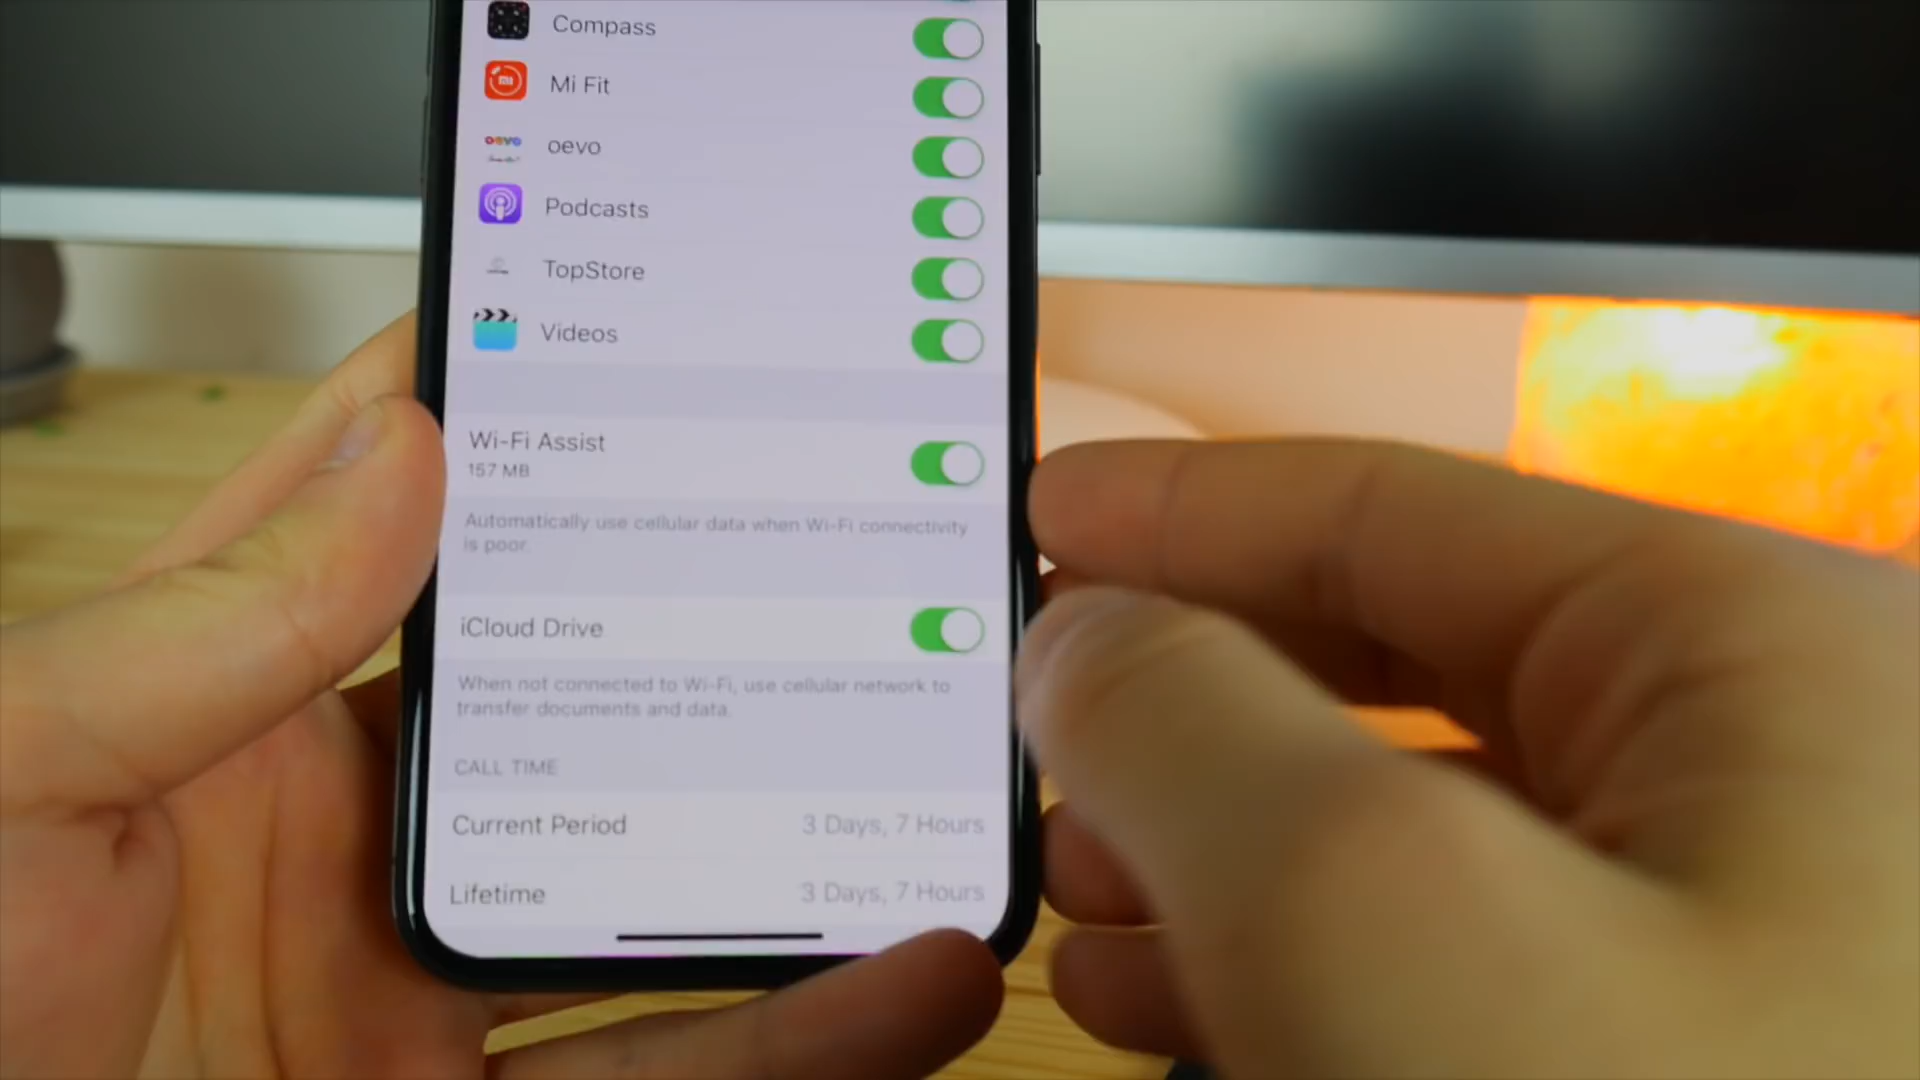 Compass
Mi Fit
oevo
Podcasts
TopStore
Videos
Wi-Fi Assist
157 MB
Automatically use cellular data when Wi-Fi connectivity
is poor.
iCloud Drive
When not connected to Wi-Fi, use cellular network to
transfer documents and data.
CALL TIME
Current Period 3 Days, 7 Hours
Lifetime 3 Days, 7 Hours